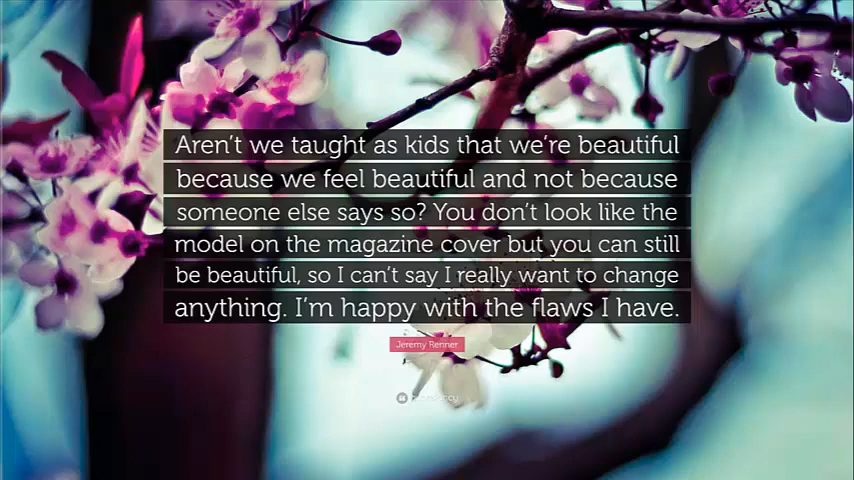 Aren't we taught as kids that we're beautiful
because we feel beautiful and not because
someone else says so? You don't look like the
model on the magazine cover but you can still
be beautiful, so I can't say I really want to change
anything. I'm happy with the flaws I have.
Jeremy Renner